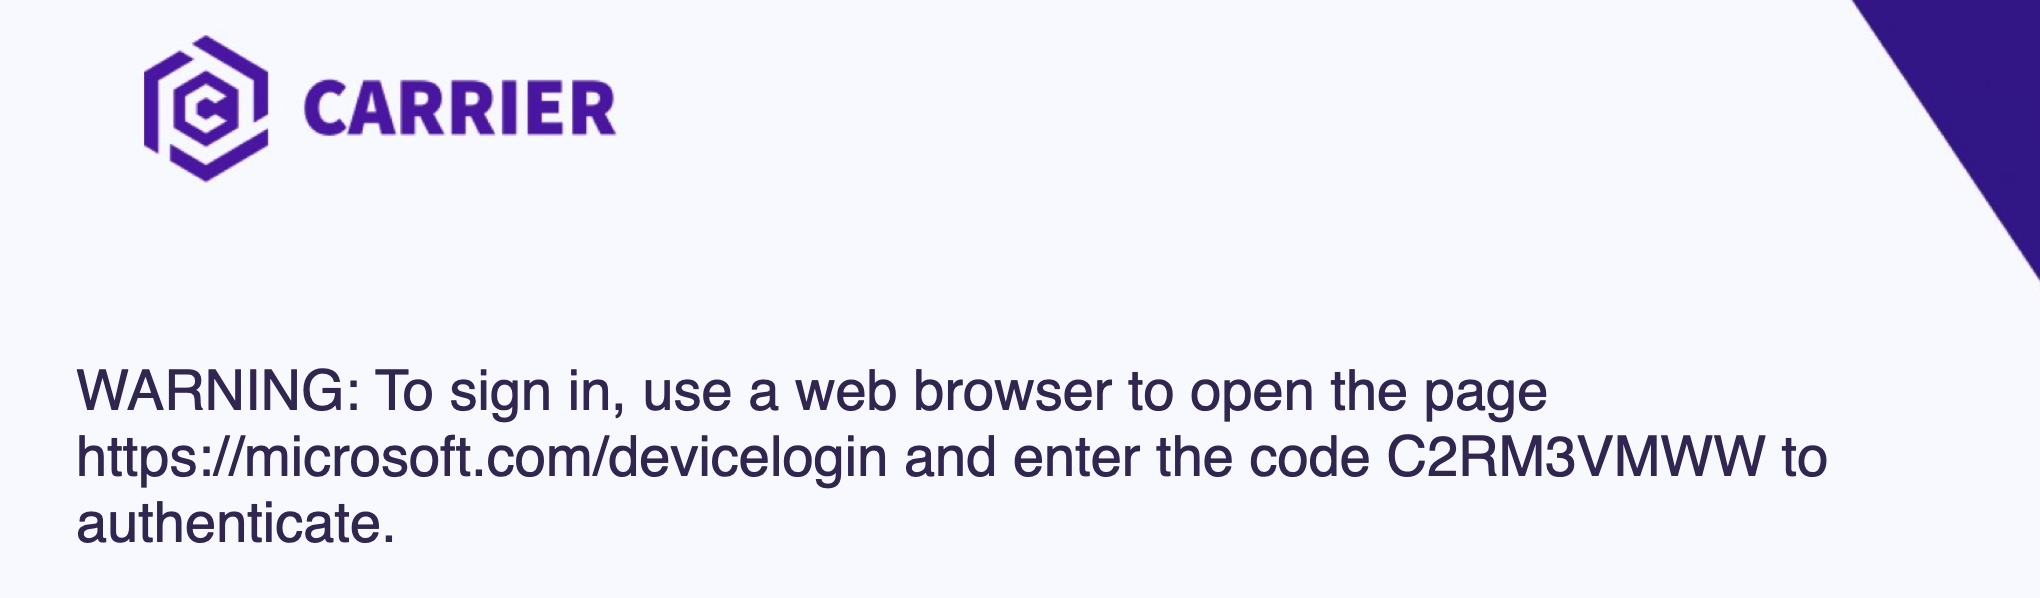 CARRIER
WARNING: To sign in, use a web browser to open the page
https://microsoft.com/devicelogin and enter the code C2RM3VMWW to
authenticate.